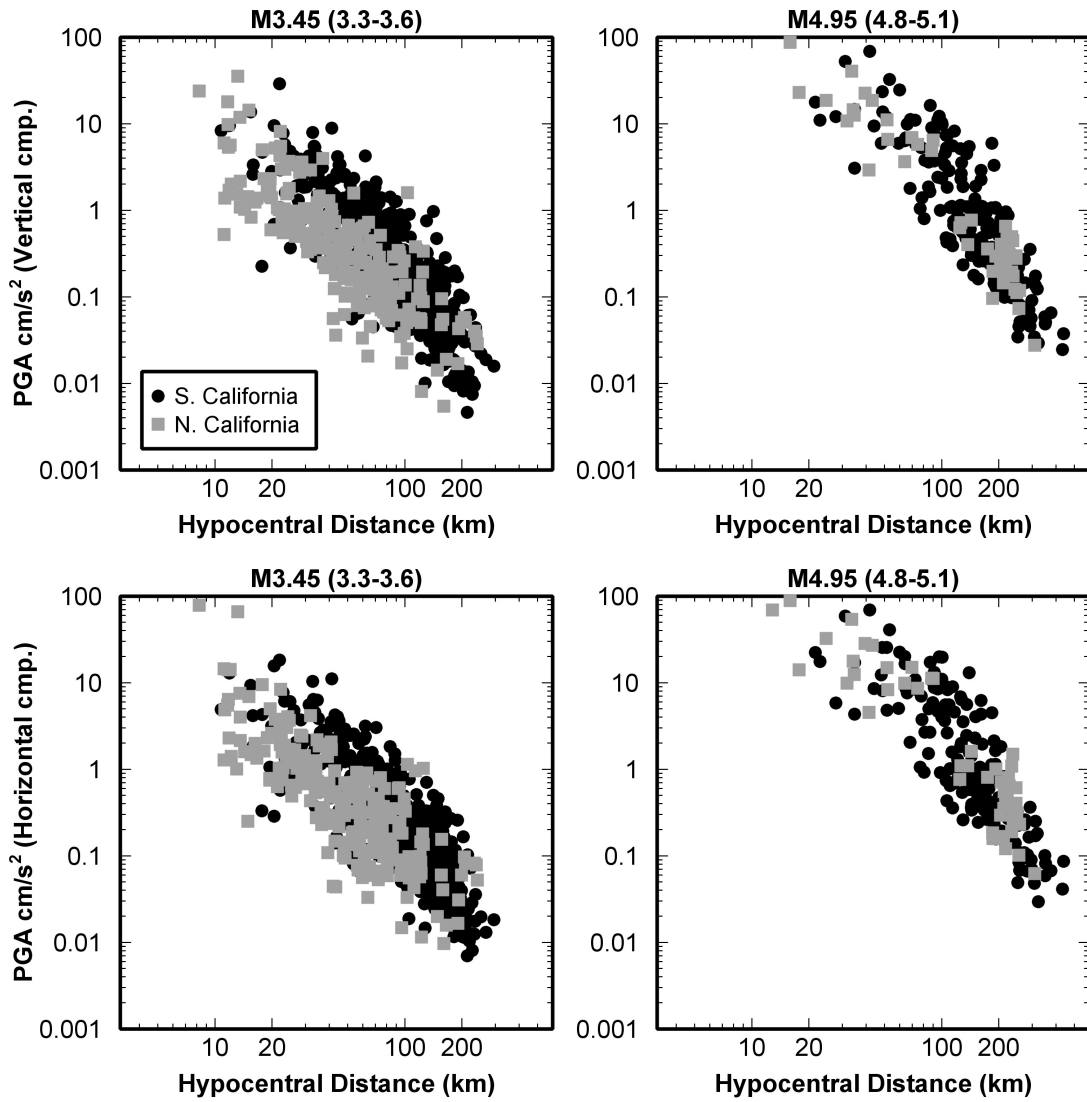 M3.45 (3.3-3.6)
100
10
1
0.1
0.01
0.001
PGA cm/s² (Vertical cmp.)
S. California
N. California
10 20 100 200
Hypocentral Distance (km)
M4.95 (4.8-5.1)
100
10
1
0.1
0.01
0.001
10 20 100 200
Hypocentral Distance (km)
M3.45 (3.3-3.6)
100
10
1
0.1
0.01
0.001
PGA cm/s² (Horizontal cmp.)
10 20 100 200
Hypocentral Distance (km)
M4.95 (4.8-5.1)
100
10
1
0.1
0.01
0.001
10 20 100 200
Hypocentral Distance (km)